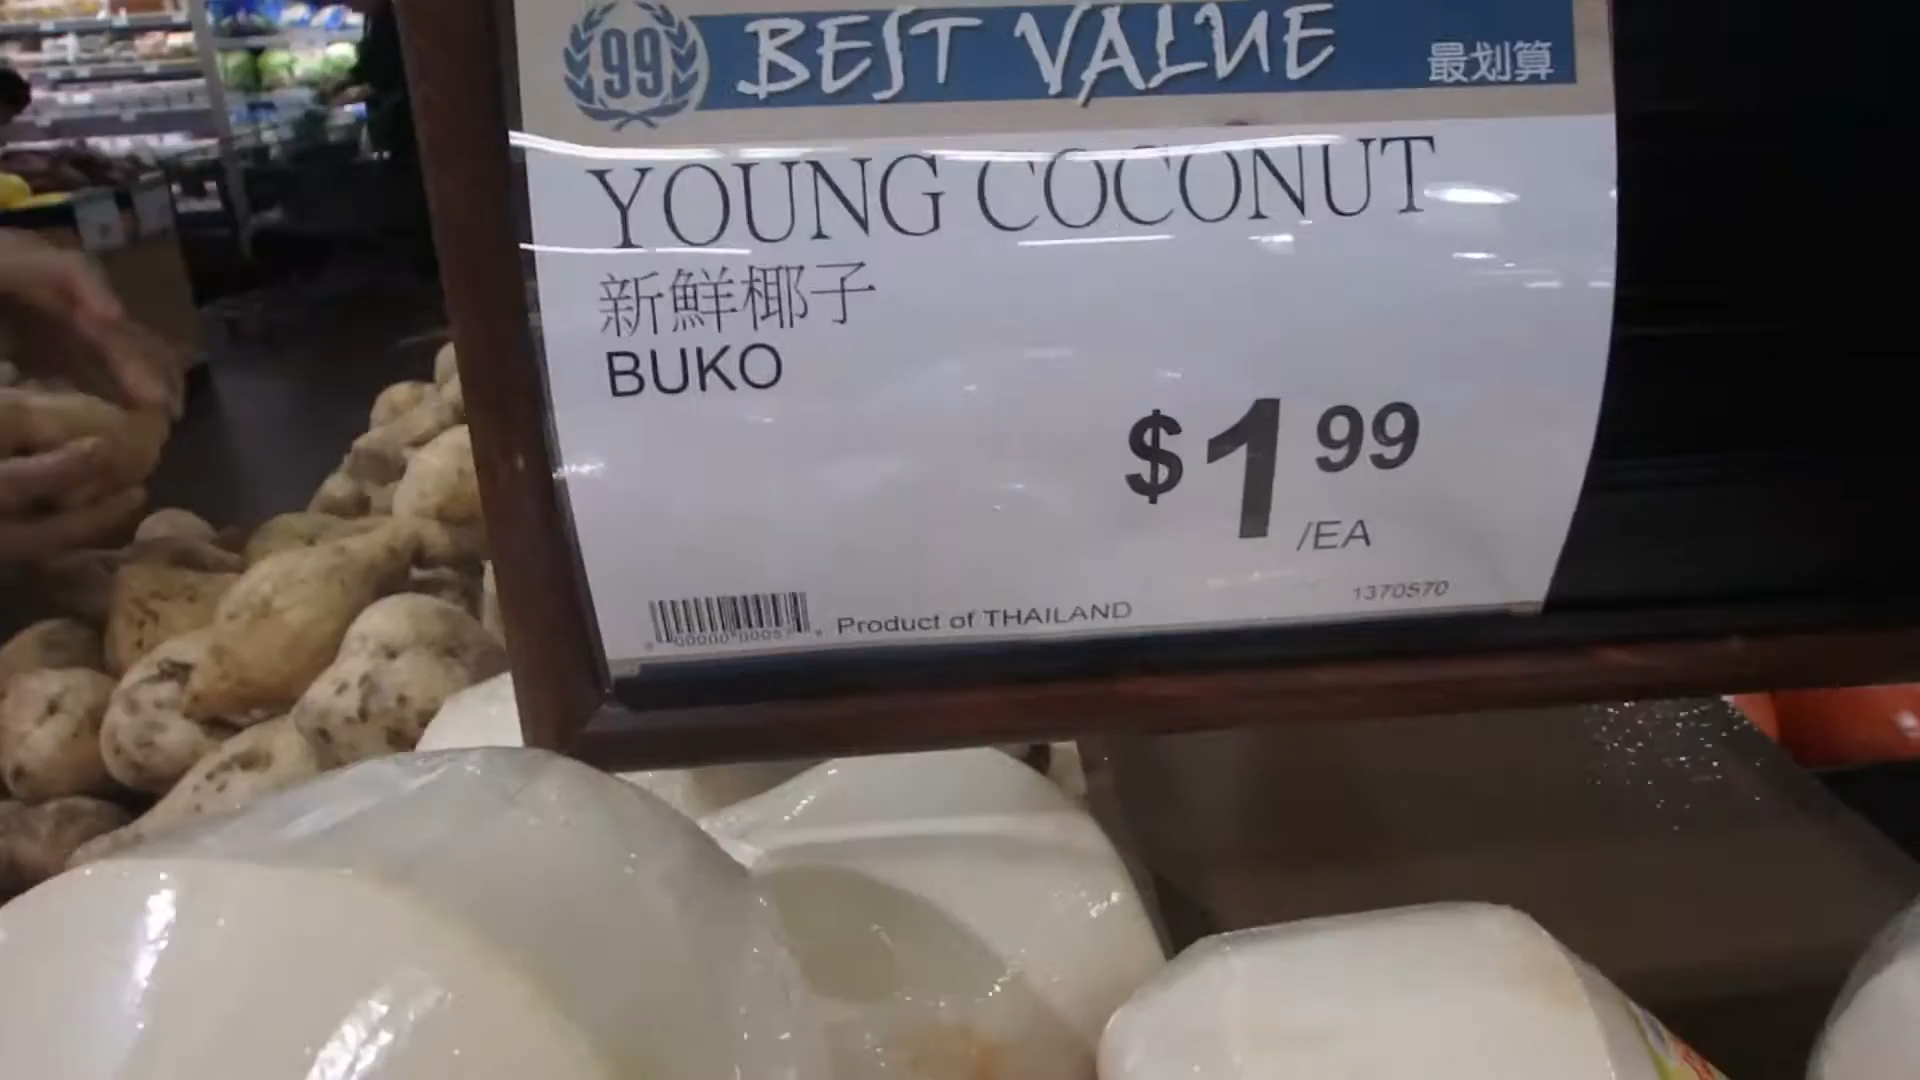 99 BEST VALUE 最划算
YOUNG COCONUT
新鮮椰子
BUKO
$1 99
/EA
Product of THAILAND